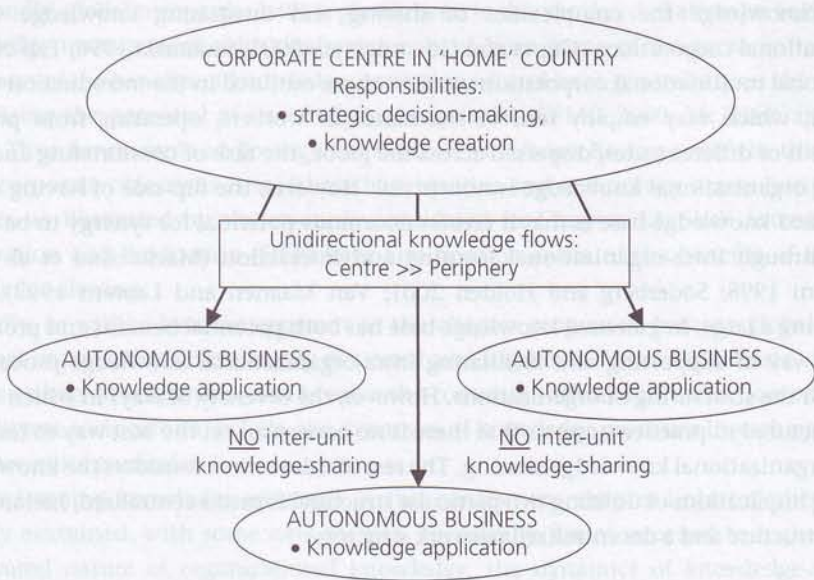 CORPORATE CENTRE IN 'HOME' COUNTRY
Responsibilities:
• strategic decision-making,
• knowledge creation
Unidirectional knowledge flows:
Centre >> Periphery
AUTONOMOUS BUSINESS
• Knowledge application
AUTONOMOUS BUSINESS
• Knowledge application
NO inter-unit
knowledge-sharing
NO inter-unit
knowledge-sharing
AUTONOMOUS BUSINESS
• Knowledge application